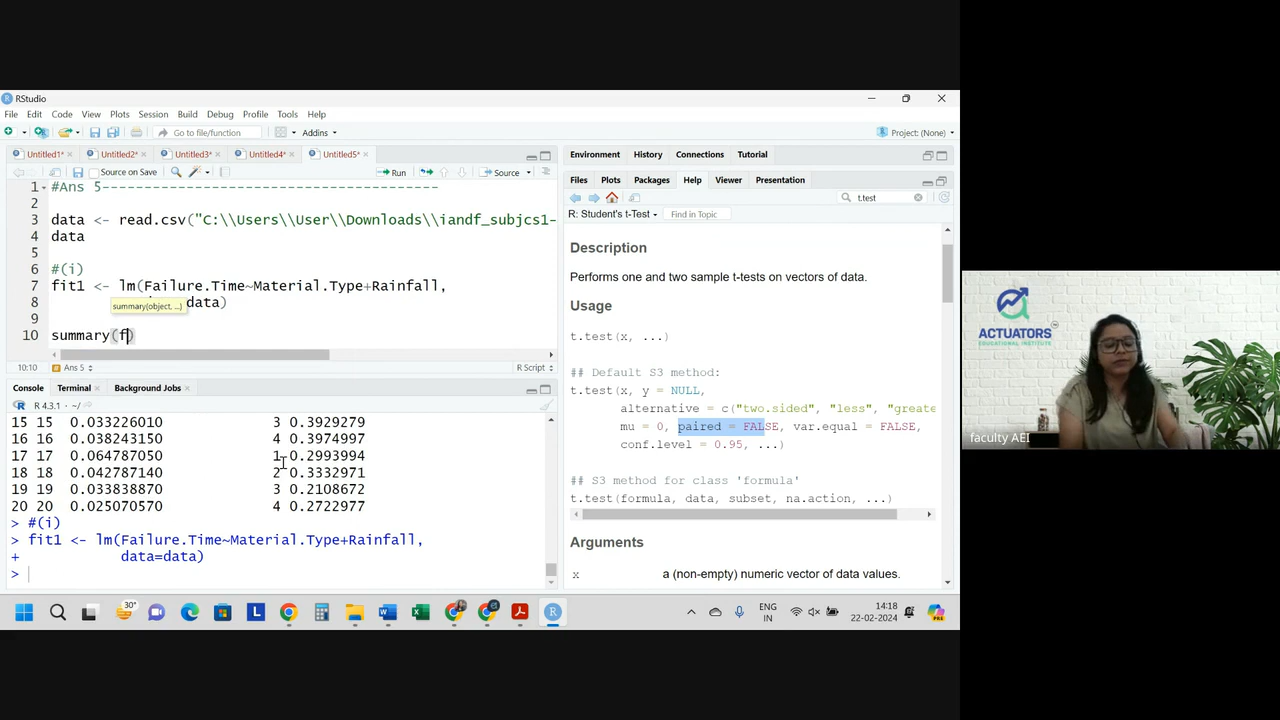 RStudio
File Edit Code View Plots Session Build Debug Profile Tools Help
Go to file/function Addins Project: (None)
Untitled1* Untitled2* Untitled3* Untitled4* Untitled5*
Source on Save Run Source
1 #Ans 5----------------------------------------
2
3 data <- read.csv("C:\\Users\\User\\Downloads\\iandf_subjcs1-
4 data
5
6 #(i)
7 fit1 <- lm(Failure.Time~Material.Type+Rainfall,
8 data)
summary(object, ...)
9
10 summary(f)
10:10 Ans 5 R Script
Console Terminal Background Jobs
R 4.3.1 · ~/
15 15 0.033226010 3 0.3929279
16 16 0.038243150 4 0.3974997
17 17 0.064787050 1 0.2993994
18 18 0.042787140 2 0.3332971
19 19 0.033838870 3 0.2108672
20 20 0.025070570 4 0.2722977
> #(i)
> fit1 <- lm(Failure.Time~Material.Type+Rainfall,
+ data=data)
>
Environment History Connections Tutorial
Files Plots Packages Help Viewer Presentation
t.test
R: Student's t-Test Find in Topic
Description
Performs one and two sample t-tests on vectors of data.
Usage
t.test(x, ...)
## Default S3 method:
t.test(x, y = NULL,
alternative = c("two.sided", "less", "greate
mu = 0, paired = FALSE, var.equal = FALSE,
conf.level = 0.95, ...)
## S3 method for class 'formula'
t.test(formula, data, subset, na.action, ...)
Arguments
x a (non-empty) numeric vector of data values.
ACTUATORS
EDUCATIONAL INSTITUTE
faculty AEI
30°
ENG
IN
14:18
22-02-2024